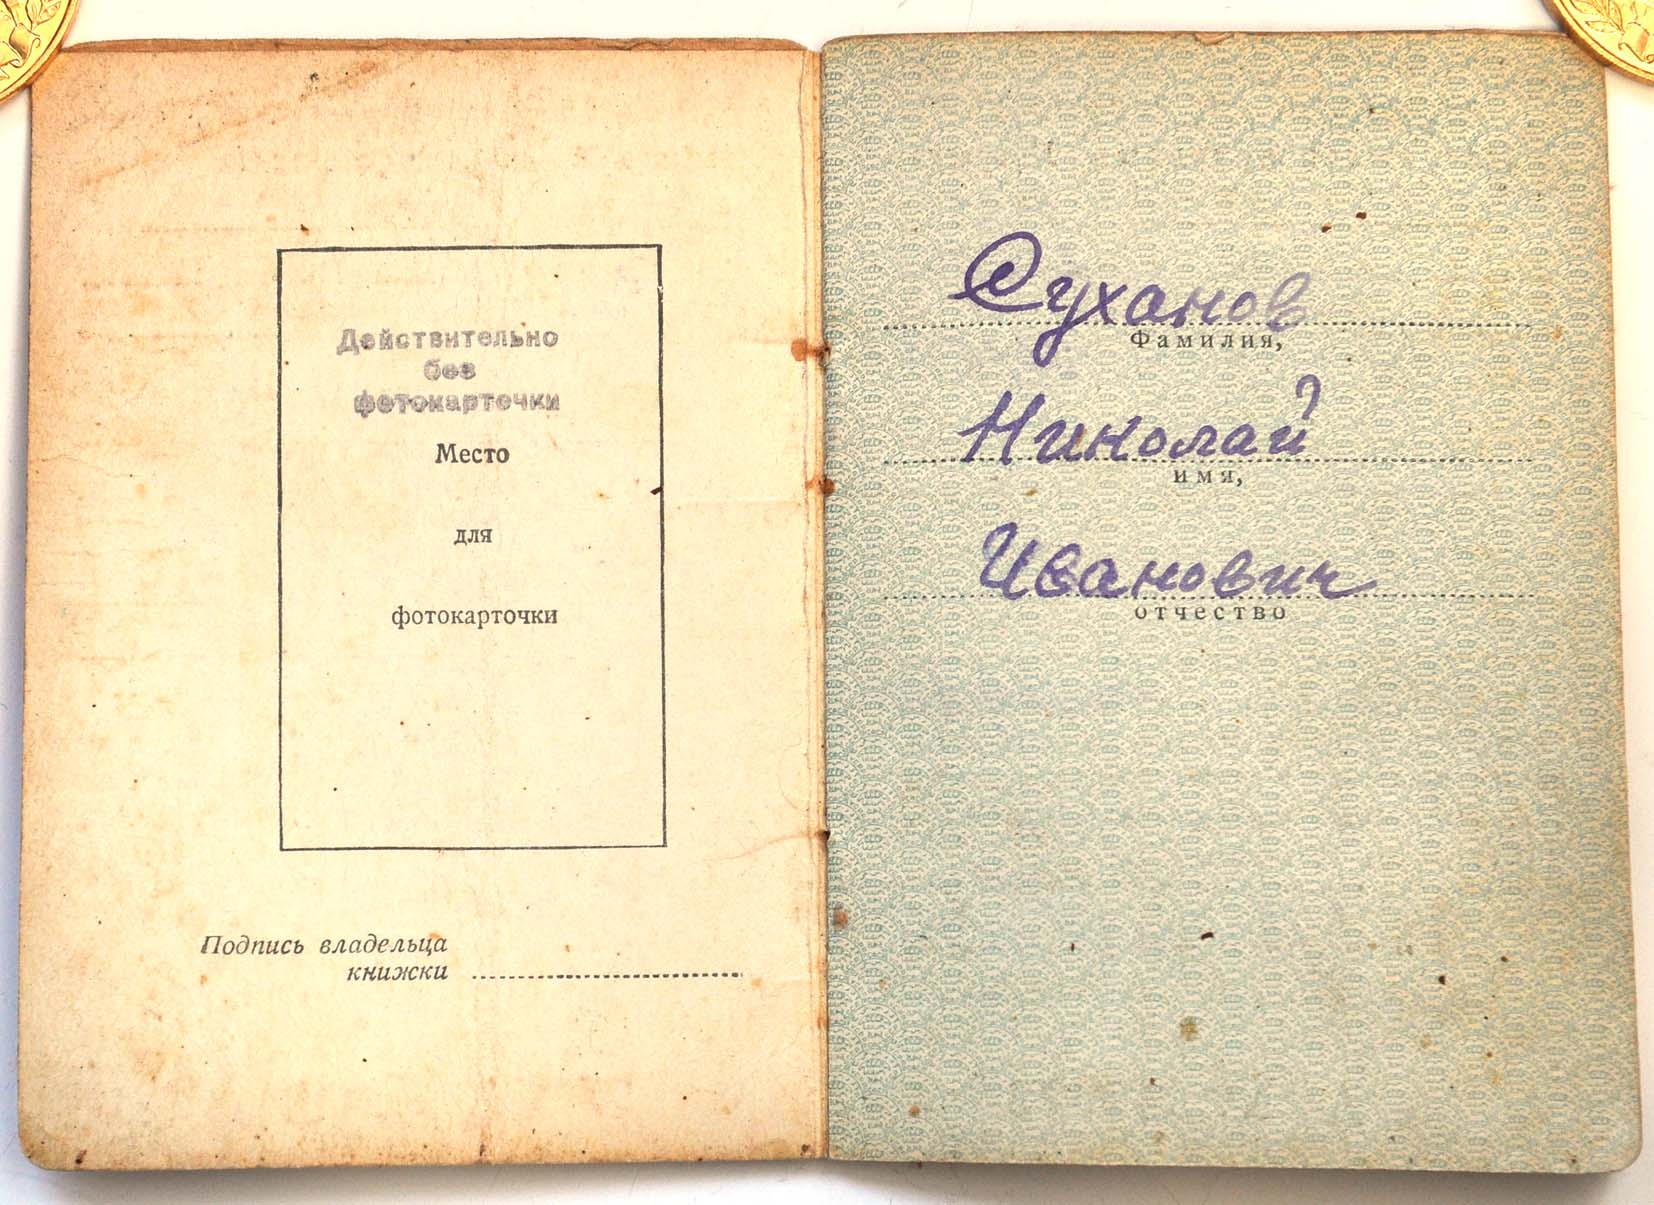 Действительно
без
фотокарточки
Место
для
фотокарточки
Подпись владельца
книжки
Суханов
Фамилия,
Николай
имя,
Иванович
отчество